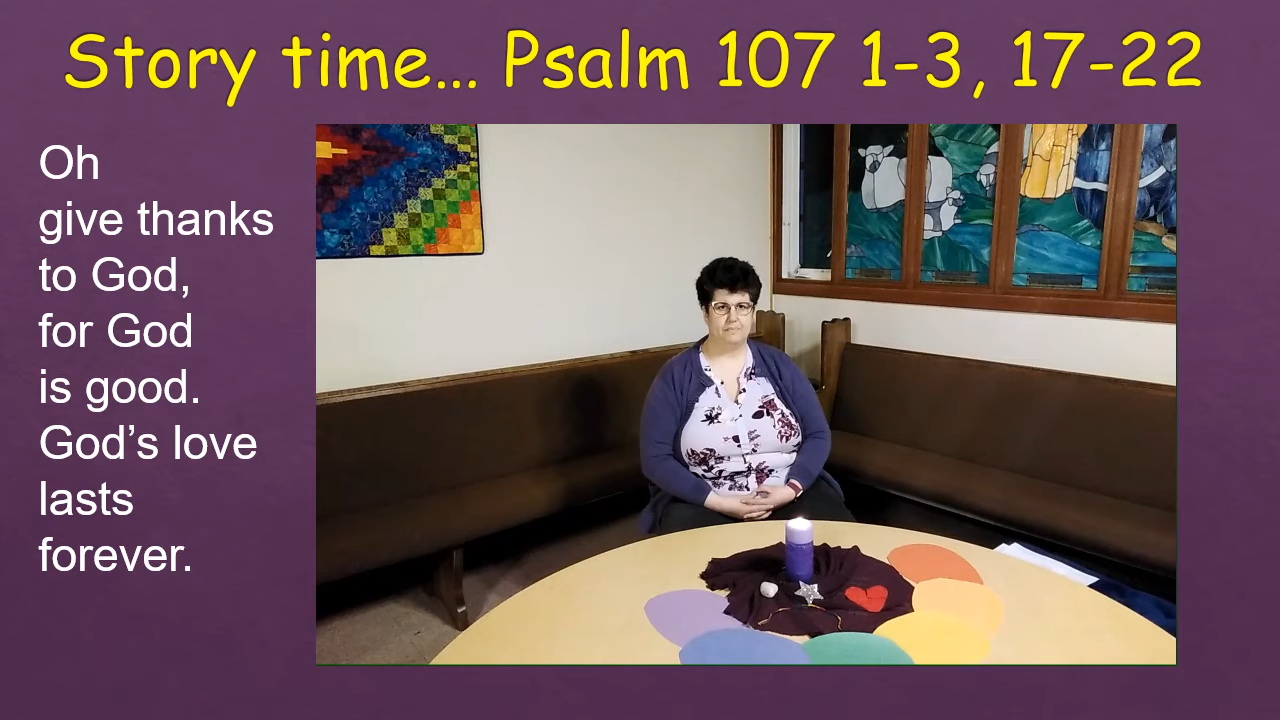 Story time... Psalm 107 1-3, 17-22
Oh
give thanks
to God,
for God
is good.
God’s love
lasts
forever.